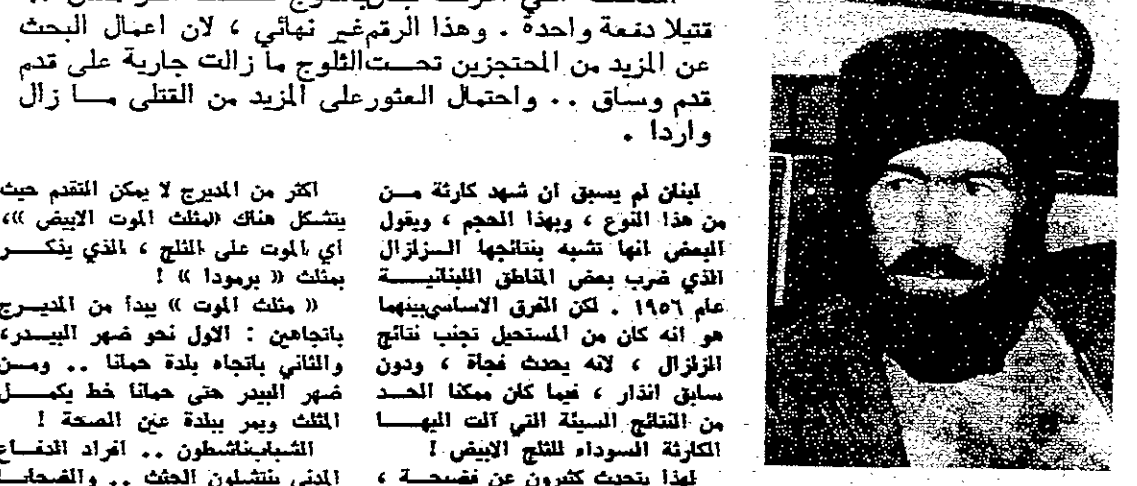 قتيلا دفعة واحدة . وهذا الرقم غير نهائي ، لان اعمال البحث
عن المزيد من المحتجزين تحت الثلوج ما زالت جارية على قدم
قدم وساق .. واحتمال العثور على المزيد من القتلى ما زال
واردا .
لبنان لم يسبق ان شهد كارثة من
من هذا النوع ، وبهذا الحجم ، ويقول
البعض انها تشبه بنتائجها الزلزال
الذي ضرب بعض المناطق اللبنانية
عام ١٩٥٦ . لكن الفرق الاساسي بينهما
هو انه كان من المستحيل تجنب نتائج
الزلزال ، لانه يحدث فجأة ، ودون
سابق انذار ، فيما كان ممكنا الحد
من النتائج السيئة التي آلت اليها
الكارثة السوداء للثلج الابيض !
لهذا يتحدث كثيرون عن فضيحة ،
اكثر من المديرج لا يمكن التقدم حيث
يتشكل هناك «مثلث الموت الابيض »،
أي الموت على الثلج ، الذي يذكر
بمثلث « برمودا » !
« مثلث الموت » يبدأ من المديرج
باتجاهين : الاول نحو ضهر البيدر،
والثاني باتجاه بلدة حمانا .. ومن
ضهر البيدر حتى حمانا خط يكمل
المثلث ويمر ببلدة عين الصحة !
الشباب ناشطون .. افراد الدفاع
المدني ينتشلون الجثث .. والضحايا